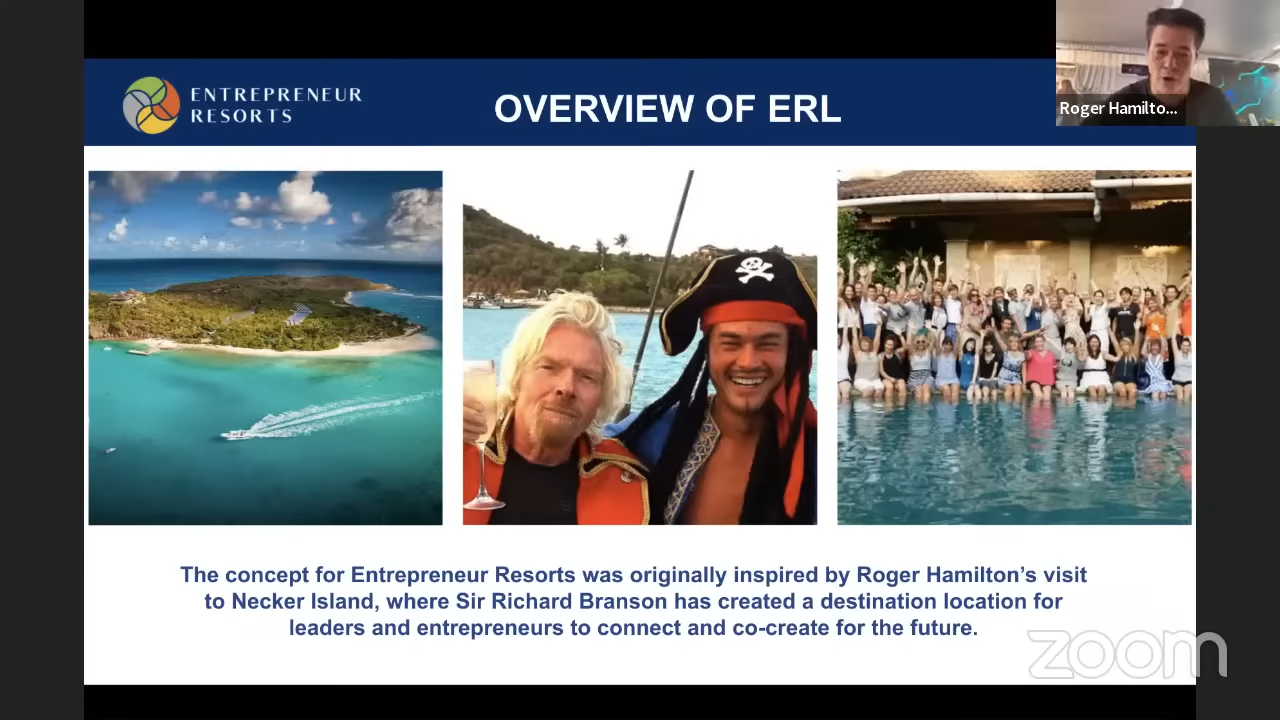 ENTREPRENEUR
RESORTS
OVERVIEW OF ERL
Roger Hamilto...
The concept for Entrepreneur Resorts was originally inspired by Roger Hamilton's visit
to Necker Island, where Sir Richard Branson has created a destination location for
leaders and entrepreneurs to connect and co-create for the future.
zoom